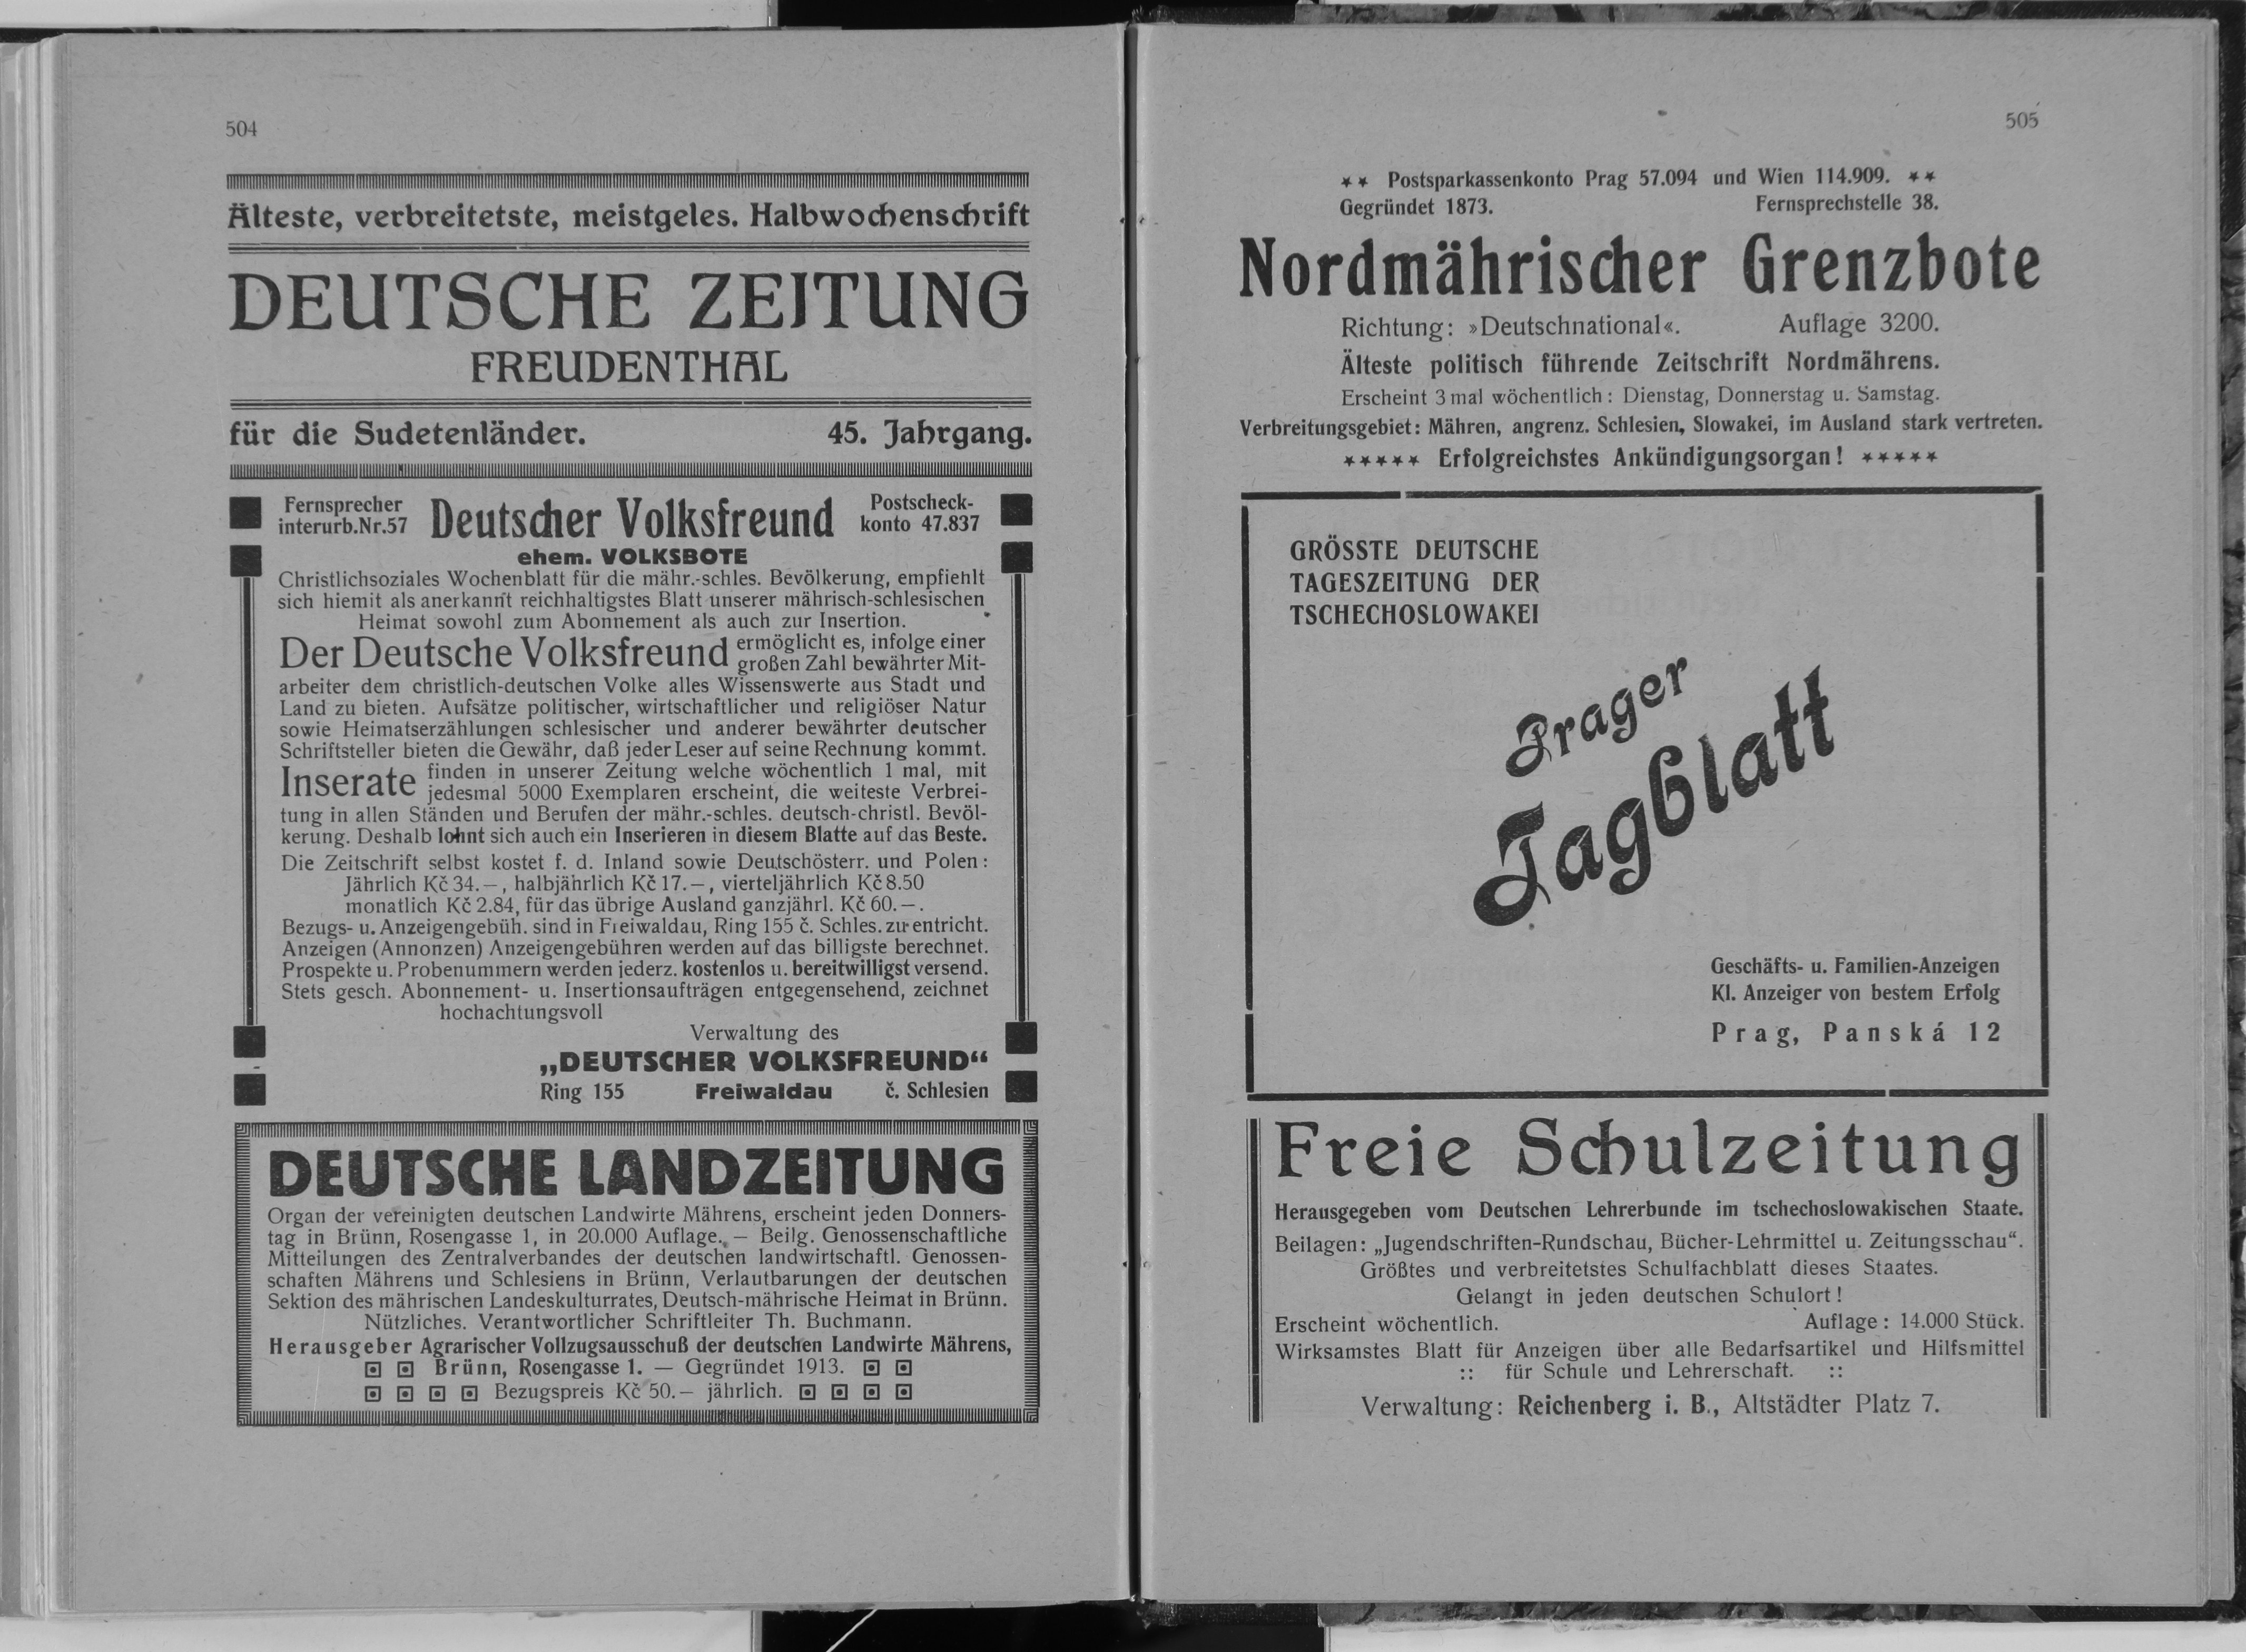 504
Älteste, verbreitetste, meistgeles. Halbwochenschrift
DEUTSCHE ZEITUNG
FREUDENTHAL
für die Sudetenländer. 45. Jahrgang.
Fernsprecher
interurb.Nr.57
Deutscher Volksfreund
Postscheck-
konto 47.837
ehem. VOLKSBOTE
Christlichsoziales Wochenblatt für die mähr.-schles. Bevölkerung, empfiehlt
sich hiemit als anerkannt reichhaltigstes Blatt unserer mährisch-schlesischen
Heimat sowohl zum Abonnement als auch zur Insertion.
Der Deutsche Volksfreund ermöglicht es, infolge einer
großen Zahl bewährter Mit-
arbeiter dem christlich-deutschen Volke alles Wissenswerte aus Stadt und
Land zu bieten. Aufsätze politischer, wirtschaftlicher und religiöser Natur
sowie Heimatserzählungen schlesischer und anderer bewährter deutscher
Schriftsteller bieten die Gewähr, daß jeder Leser auf seine Rechnung kommt.
Inserate finden in unserer Zeitung welche wöchentlich 1 mal, mit
jedesmal 5000 Exemplaren erscheint, die weiteste Verbrei-
tung in allen Ständen und Berufen der mähr.-schles. deutsch-christl. Bevöl-
kerung. Deshalb lohnt sich auch ein Inserieren in diesem Blatte auf das Beste.
Die Zeitschrift selbst kostet f. d. Inland sowie Deutschösterr. und Polen:
Jährlich Kč 34.—, halbjährlich Kč 17.—, vierteljährlich Kč 8.50
monatlich Kč 2.84, für das übrige Ausland ganzjährl. Kč 60.—.
Bezugs- u. Anzeigengebüh. sind in Freiwaldau, Ring 155 č. Schles. zu entricht.
Anzeigen (Annonzen) Anzeigengebühren werden auf das billigste berechnet.
Prospekte u. Probenummern werden jederz. kostenlos u. bereitwilligst versend.
Stets gesch. Abonnement- u. Insertionsaufträgen entgegensehend, zeichnet
hochachtungsvoll
Verwaltung des
„DEUTSCHER VOLKSFREUND“
Ring 155 Freiwaldau č. Schlesien
DEUTSCHE LANDZEITUNG
Organ der vereinigten deutschen Landwirte Mährens, erscheint jeden Donners-
tag in Brünn, Rosengasse 1, in 20.000 Auflage. — Beilg. Genossenschaftliche
Mitteilungen des Zentralverbandes der deutschen landwirtschaftl. Genossen-
schaften Mährens und Schlesiens in Brünn, Verlautbarungen der deutschen
Sektion des mährischen Landeskulturrates, Deutsch-mährische Heimat in Brünn.
Nützliches. Verantwortlicher Schriftleiter Th. Buchmann.
Herausgeber Agrarischer Vollzugsausschuß der deutschen Landwirte Mährens,
Brünn, Rosengasse 1. — Gegründet 1913.
Bezugspreis Kč 50.— jährlich.
505
** Postsparkassenkonto Prag 57.094 und Wien 114.909. **
Gegründet 1873. Fernsprechstelle 38.
Nordmährischer Grenzbote
Richtung: »Deutschnational«. Auflage 3200.
Älteste politisch führende Zeitschrift Nordmährens.
Erscheint 3 mal wöchentlich: Dienstag, Donnerstag u. Samstag.
Verbreitungsgebiet: Mähren, angrenz. Schlesien, Slowakei, im Ausland stark vertreten.
***** Erfolgreichstes Ankündigungsorgan! *****
GRÖSSTE DEUTSCHE
TAGESZEITUNG DER
TSCHECHOSLOWAKEI
Prager
Tagblatt
Geschäfts- u. Familien-Anzeigen
Kl. Anzeiger von bestem Erfolg
Prag, Panská 12
Freie Schulzeitung
Herausgegeben vom Deutschen Lehrerbunde im tschechoslowakischen Staate.
Beilagen: „Jugendschriften-Rundschau, Bücher-Lehrmittel u. Zeitungsschau“.
Größtes und verbreitetstes Schulfachblatt dieses Staates.
Gelangt in jeden deutschen Schulort!
Erscheint wöchentlich. Auflage: 14.000 Stück.
Wirksamstes Blatt für Anzeigen über alle Bedarfsartikel und Hilfsmittel
:: für Schule und Lehrerschaft. ::
Verwaltung: Reichenberg i. B., Altstädter Platz 7.